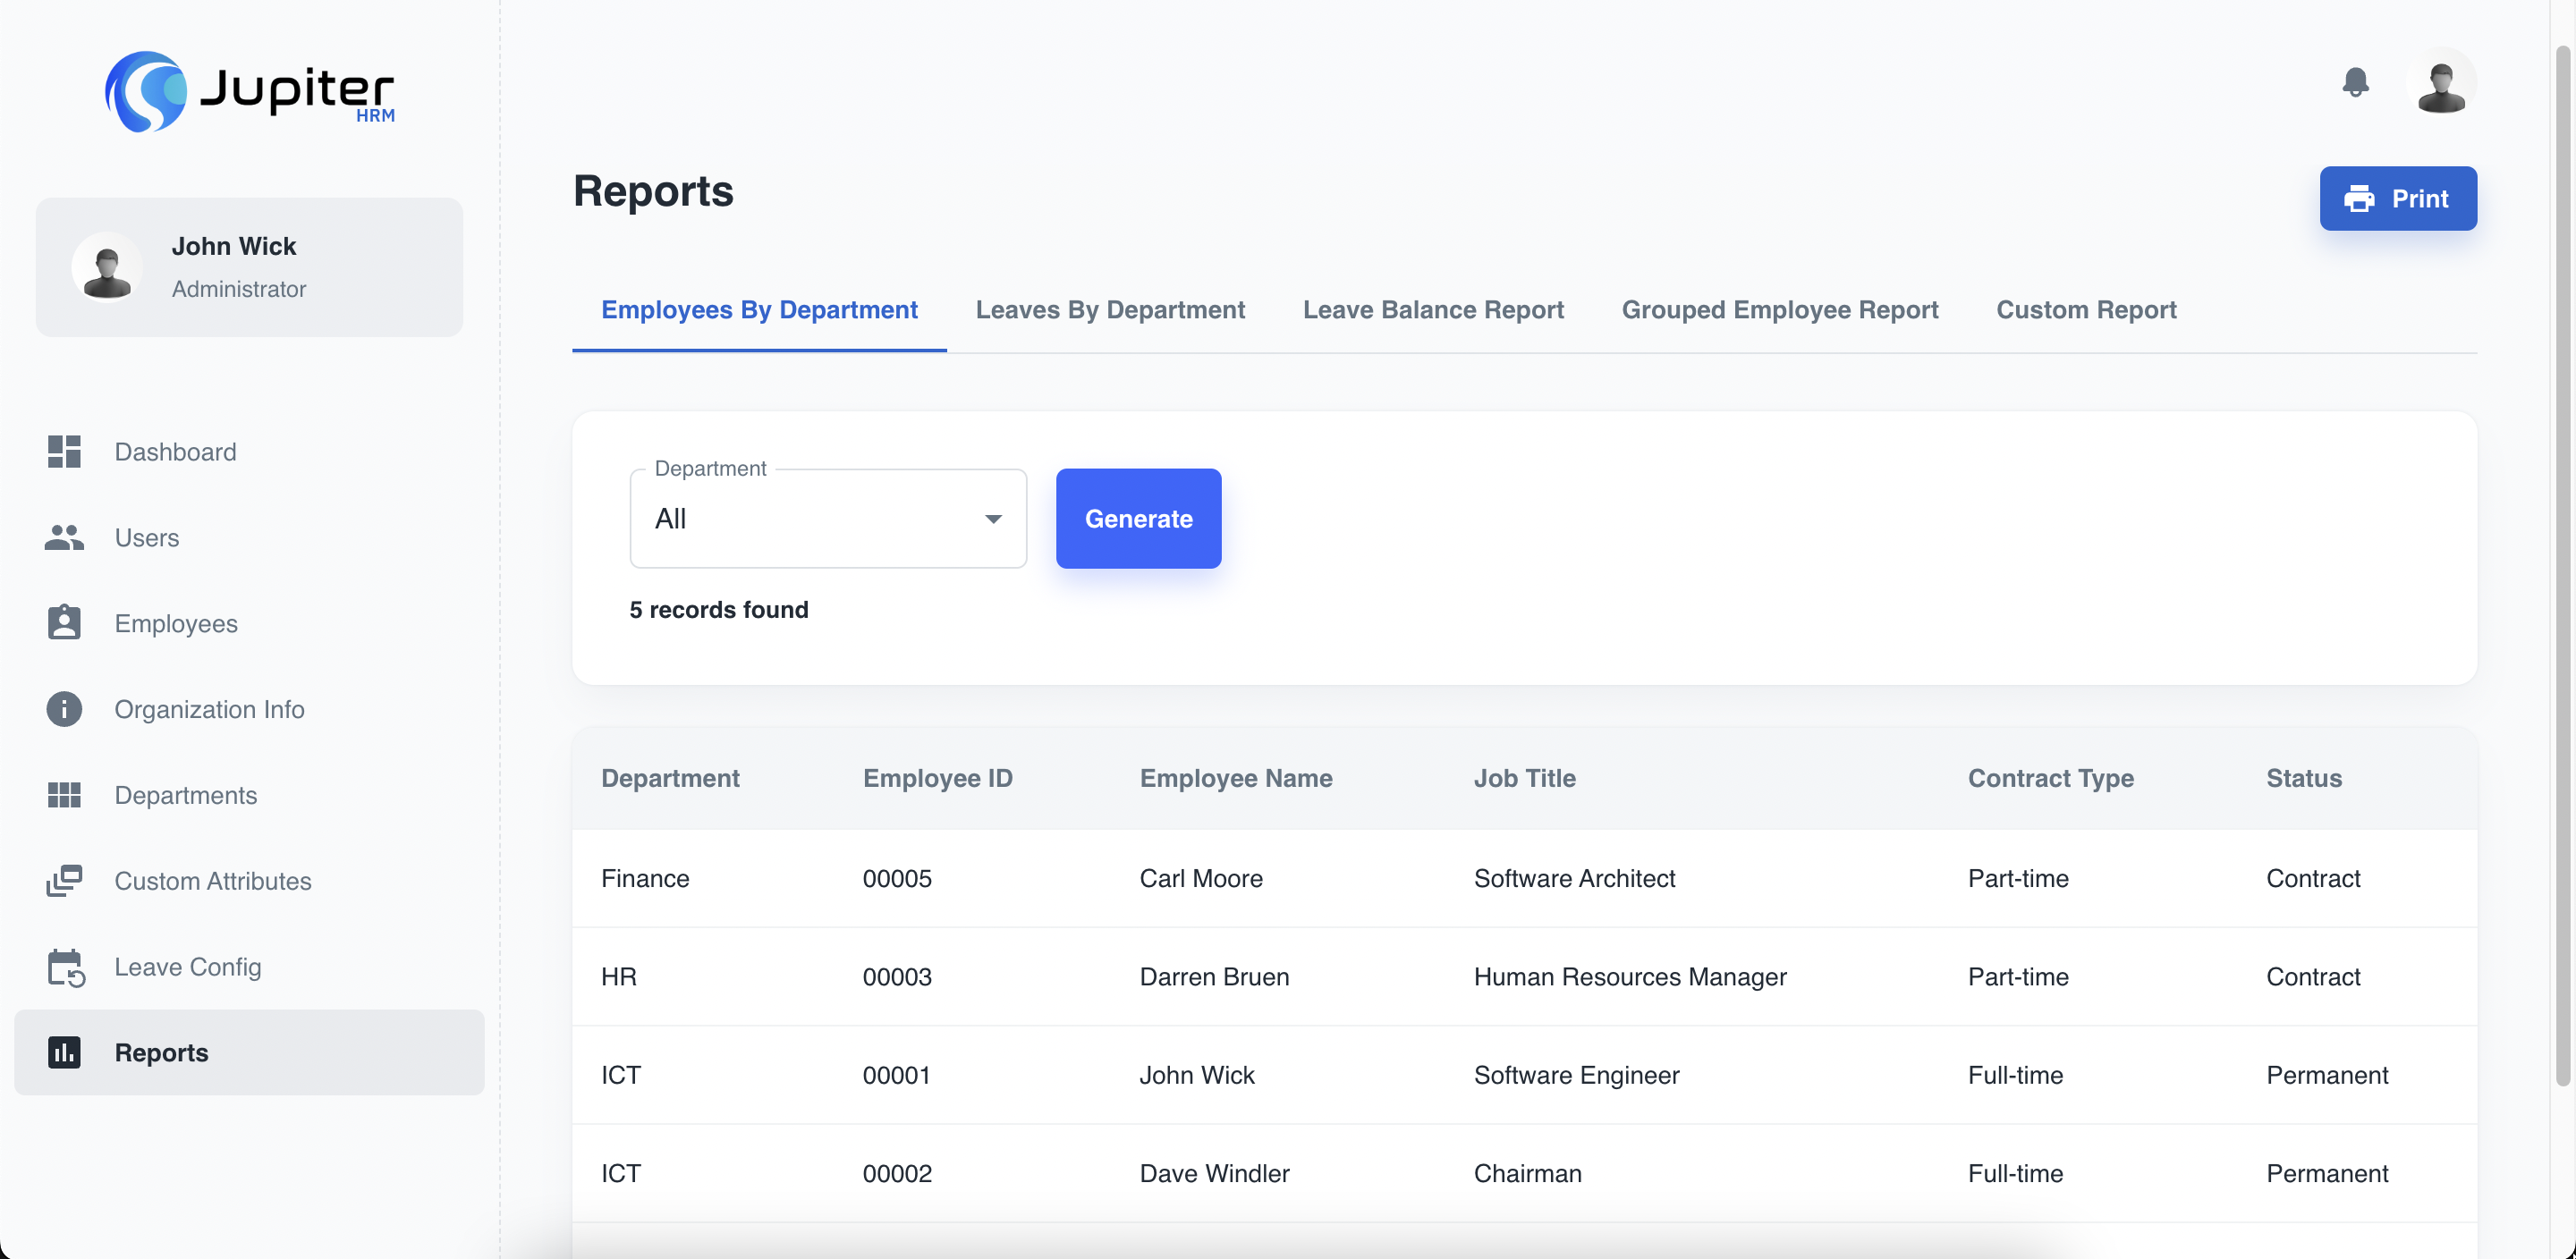 Jupiter
HRM
John Wick
Administrator
Dashboard
Users
Employees
Organization Info
Departments
Custom Attributes
Leave Config
Reports
Reports
Print
Employees By Department Leaves By Department Leave Balance Report Grouped Employee Report Custom Report
Department
All
Generate
5 records found
Department Employee ID Employee Name Job Title Contract Type Status
Finance 00005 Carl Moore Software Architect Part-time Contract
HR 00003 Darren Bruen Human Resources Manager Part-time Contract
ICT 00001 John Wick Software Engineer Full-time Permanent
ICT 00002 Dave Windler Chairman Full-time Permanent